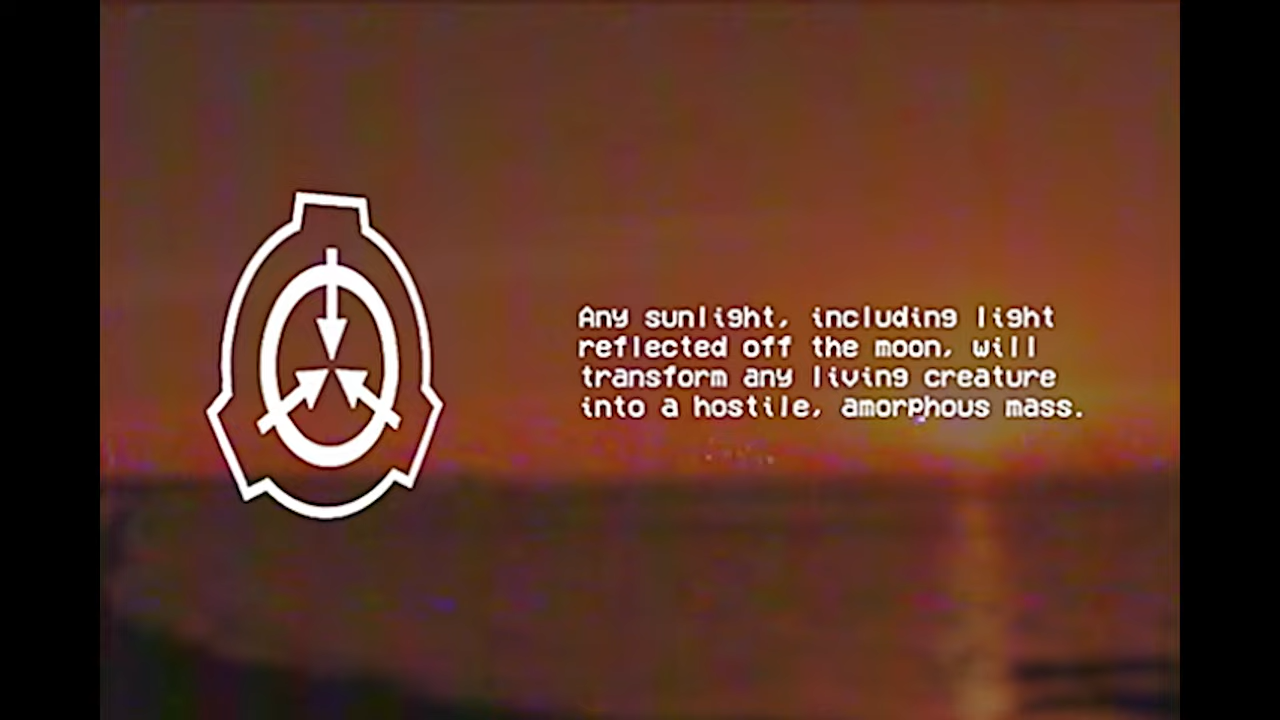 Any sunlight, including light
reflected off the moon, will
transform any living creature
into a hostile, amorphous mass.